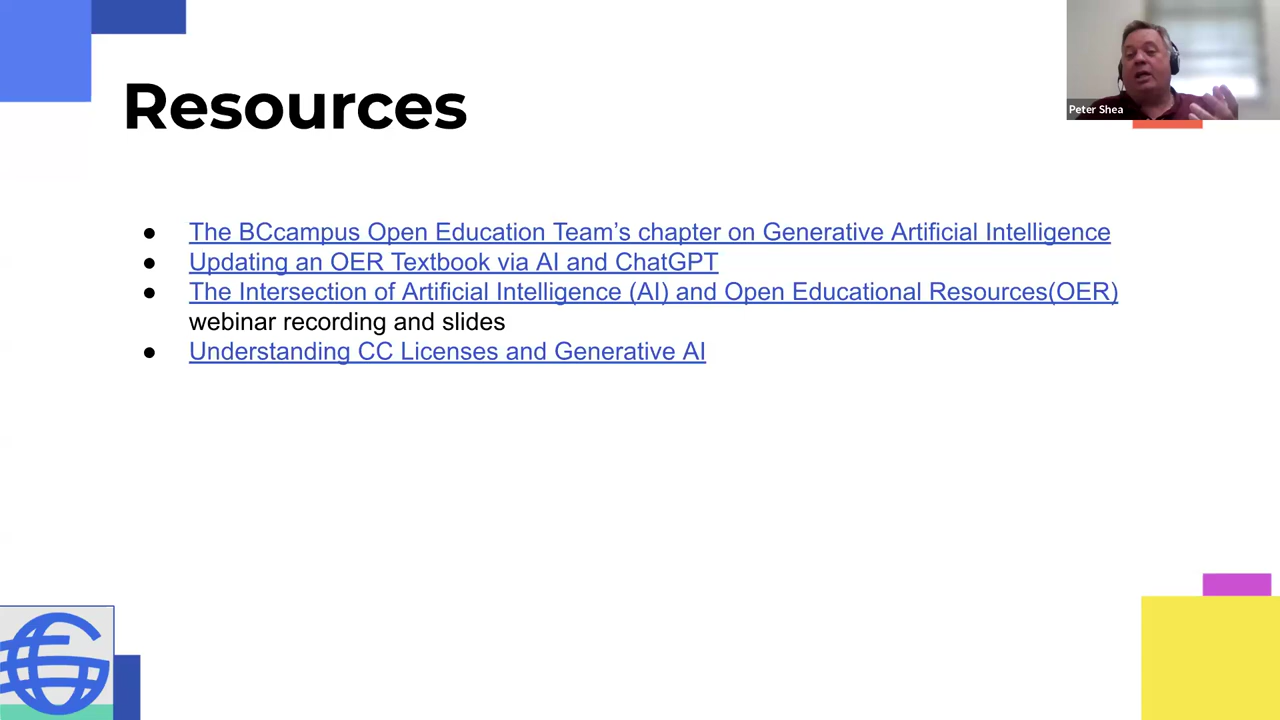 Resources
Peter Shea
● The BCcampus Open Education Team’s chapter on Generative Artificial Intelligence
● Updating an OER Textbook via AI and ChatGPT
● The Intersection of Artificial Intelligence (AI) and Open Educational Resources(OER)
webinar recording and slides
● Understanding CC Licenses and Generative AI